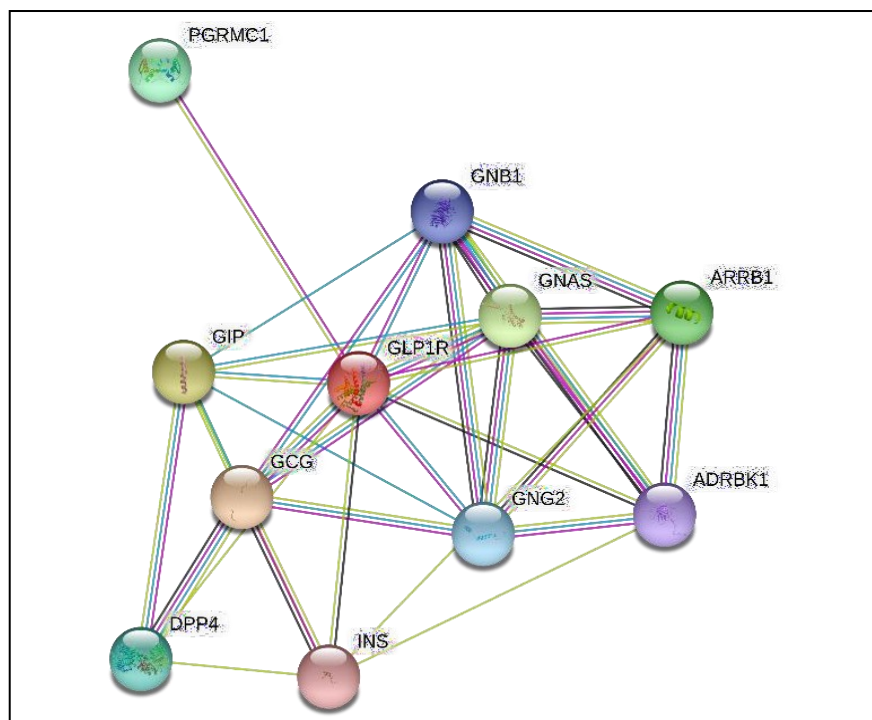 PGRMC1
GNB1
GNAS
ARRB1
GIP
GLP1R
GCG
GNG2
ADRBK1
DPP4
INS